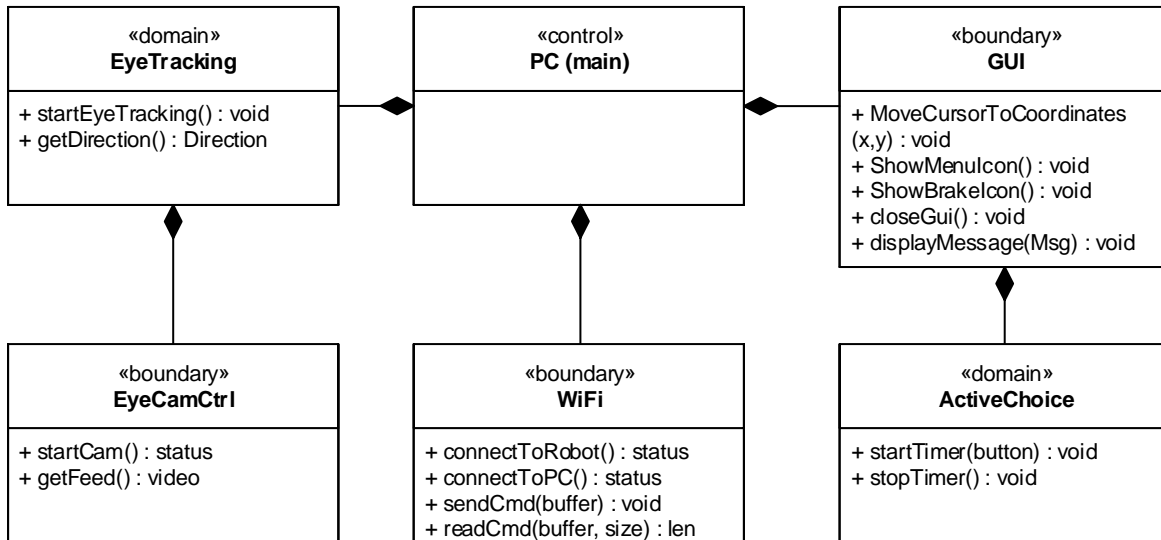 «domain»
EyeTracking
+ startEyeTracking() : void
+ getDirection() : Direction
«control»
PC (main)
«boundary»
GUI
+ MoveCursorToCoordinates
(x,y) : void
+ ShowMenuIcon() : void
+ ShowBrakeIcon() : void
+ closeGui() : void
+ displayMessage(Msg) : void
«boundary»
EyeCamCtrl
+ startCam() : status
+ getFeed() : video
«boundary»
WiFi
+ connectToRobot() : status
+ connectToPC() : status
+ sendCmd(buffer) : void
+ readCmd(buffer, size) : len
«domain»
ActiveChoice
+ startTimer(button) : void
+ stopTimer() : void